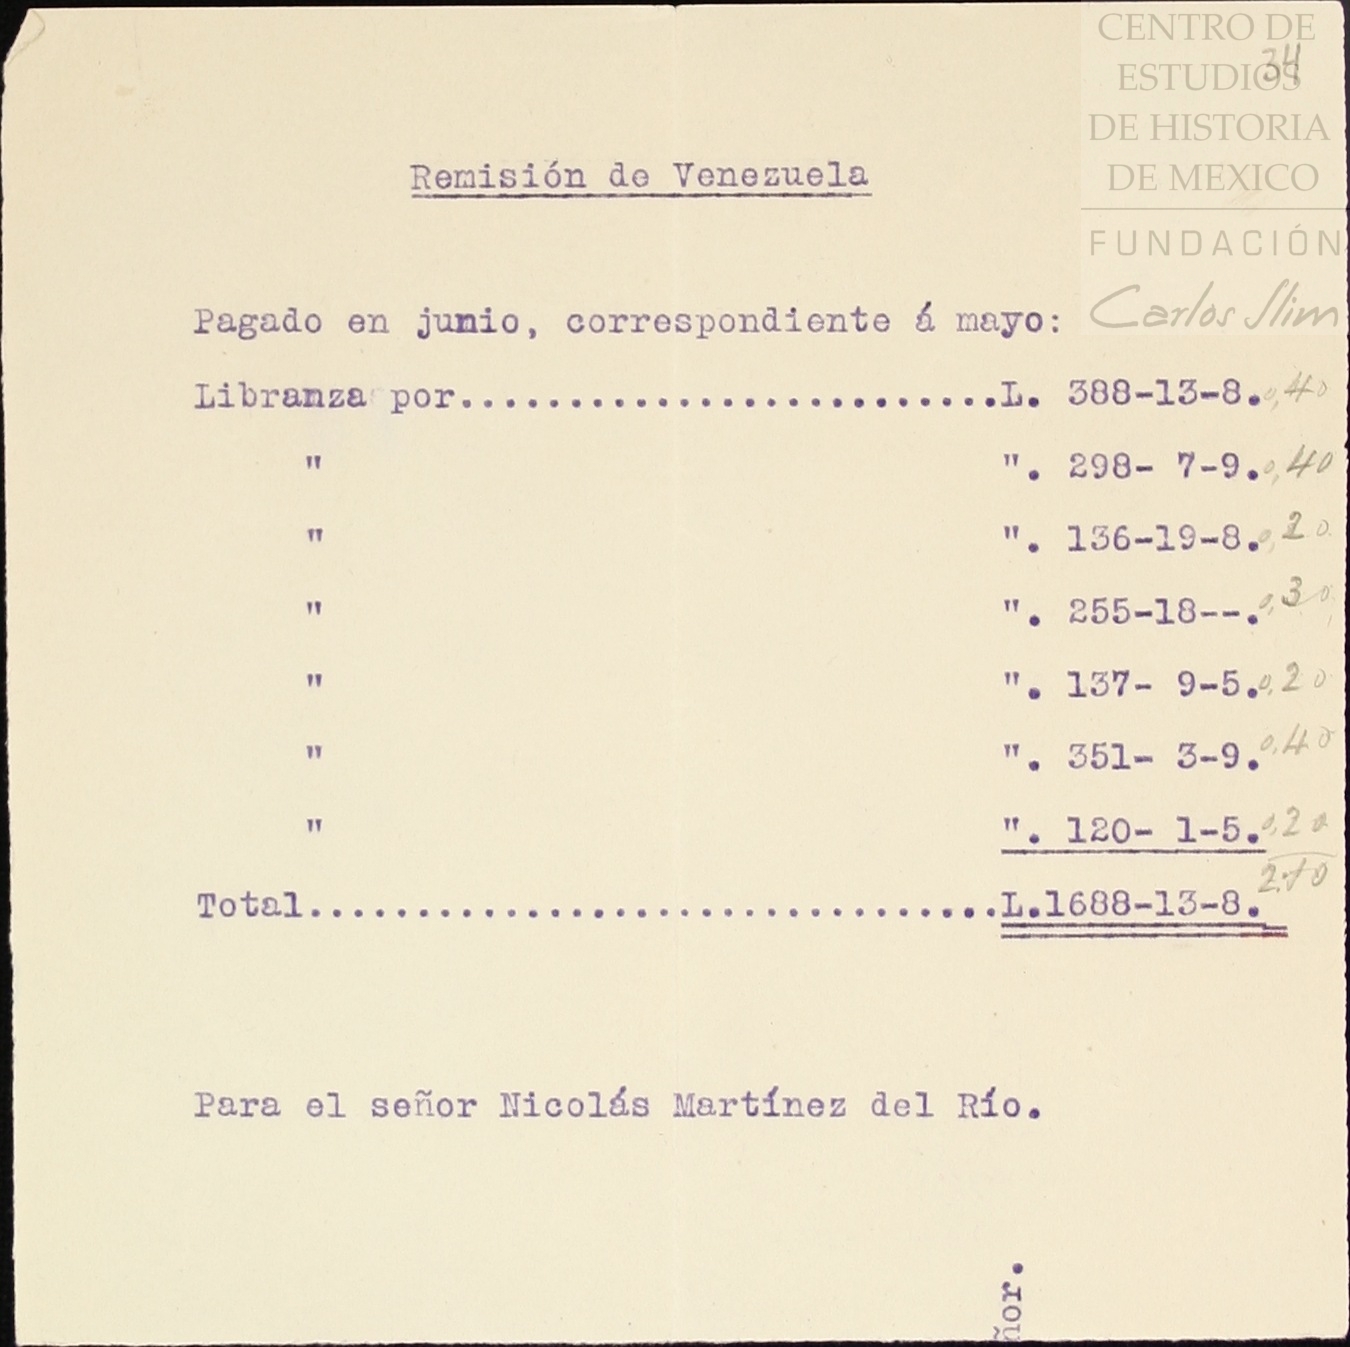 CENTRO DE
ESTUDIOS
DE HISTORIA
DE MEXICO
FUNDACIÓN
Carlos Slim
34
Remisión de Venezuela
Pagado en junio, correspondiente á mayo:
Libranza por...........................L. 388-13-8. 0,40
" ". 298- 7-9. 0,40
" ". 136-19-8. 0,20
" ". 255-18--. 0,30
" ". 137- 9-5. 0,20
" ". 351- 3-9. 0,40
" ". 120- 1-5. 0,20
2.10
Total...................................L.1688-13-8.
Para el señor Nicolás Martínez del Río.
ñor.